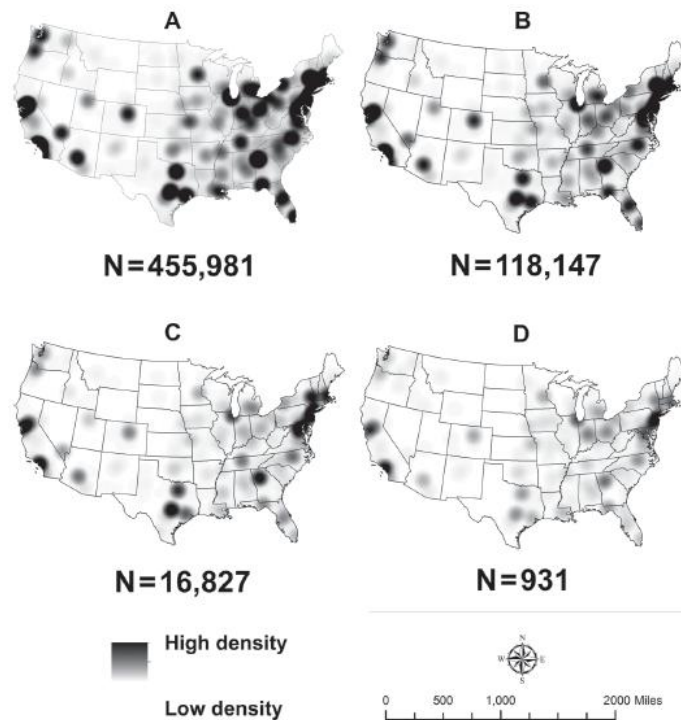 A
B
N=455,981
N=118,147
C
D
N=16,827
N=931
High density
Low density
N
W E
S
0 500 1,000 2000 Miles